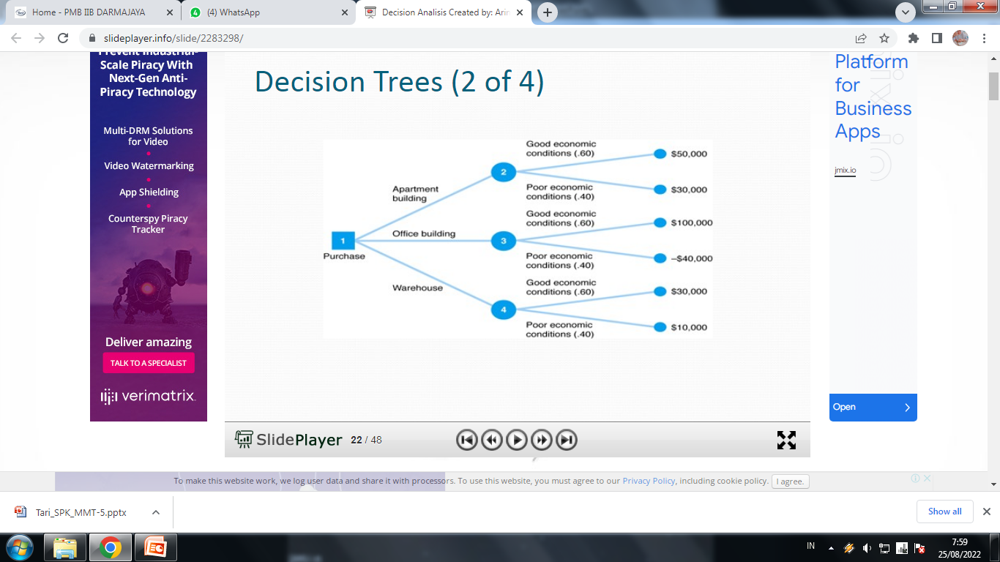 Home - PMB IIB DARMAJAYA
(4) WhatsApp
4
Decision Analisis Created by: Arin
slideplayer.info/slide/2283298/
Prevent Industrial-
Scale Piracy With
Next-Gen Anti-
Piracy Technology
Multi-DRM Solutions
for Video
Video Watermarking
App Shielding
Counterspy Piracy
Tracker
Deliver amazing
TALK TO A SPECIALIST
verimatrix
Decision Trees (2 of 4)
1
Purchase
Apartment
building
Office building
Warehouse
2
Good economic
conditions (.60)
$50,000
Poor economic
conditions (.40)
$30,000
3
Good economic
conditions (.60)
$100,000
Poor economic
conditions (.40)
–$40,000
4
Good economic
conditions (.60)
$30,000
Poor economic
conditions (.40)
$10,000
SlidePlayer 22 / 48
Platform
for
Business
Apps
jmix.io
Open
To make this website work, we log user data and share it with processors. To use this website, you must agree to our Privacy Policy, including cookie policy. I agree.
Tari_SPK_MMT-5.pptx
Show all
IN
7:59
25/08/2022